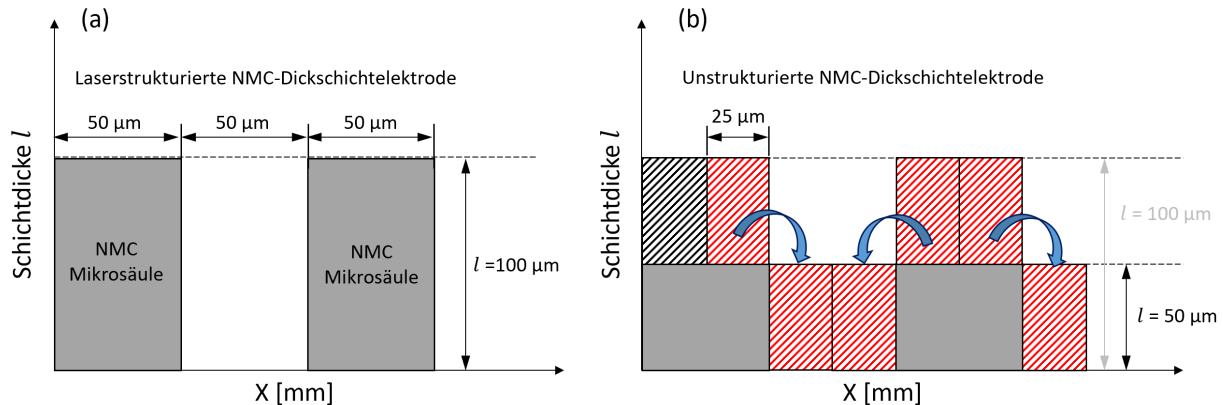 (a)
Laserstrukturierte NMC-Dickschichtelektrode
50 µm
50 µm
50 µm
Schichtdicke l
NMC
Mikrosäule
NMC
Mikrosäule
l =100 µm
X [mm]
(b)
Unstrukturierte NMC-Dickschichtelektrode
25 µm
Schichtdicke l
l = 100 µm
l = 50 µm
X [mm]